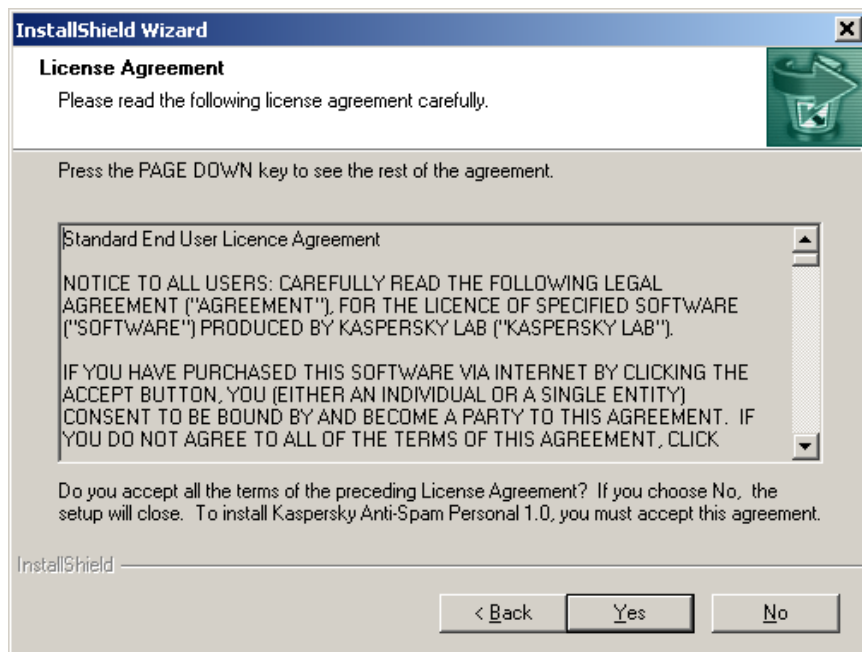 InstallShield Wizard
License Agreement
Please read the following license agreement carefully.
Press the PAGE DOWN key to see the rest of the agreement.
Standard End User Licence Agreement
NOTICE TO ALL USERS: CAREFULLY READ THE FOLLOWING LEGAL
AGREEMENT ("AGREEMENT"), FOR THE LICENCE OF SPECIFIED SOFTWARE
("SOFTWARE") PRODUCED BY KASPERSKY LAB ("KASPERSKY LAB").
IF YOU HAVE PURCHASED THIS SOFTWARE VIA INTERNET BY CLICKING THE
ACCEPT BUTTON, YOU (EITHER AN INDIVIDUAL OR A SINGLE ENTITY)
CONSENT TO BE BOUND BY AND BECOME A PARTY TO THIS AGREEMENT.  IF
YOU DO NOT AGREE TO ALL OF THE TERMS OF THIS AGREEMENT, CLICK
Do you accept all the terms of the preceding License Agreement?  If you choose No,  the
setup will close.  To install Kaspersky Anti-Spam Personal 1.0, you must accept this agreement.
InstallShield
< Back
Yes
No